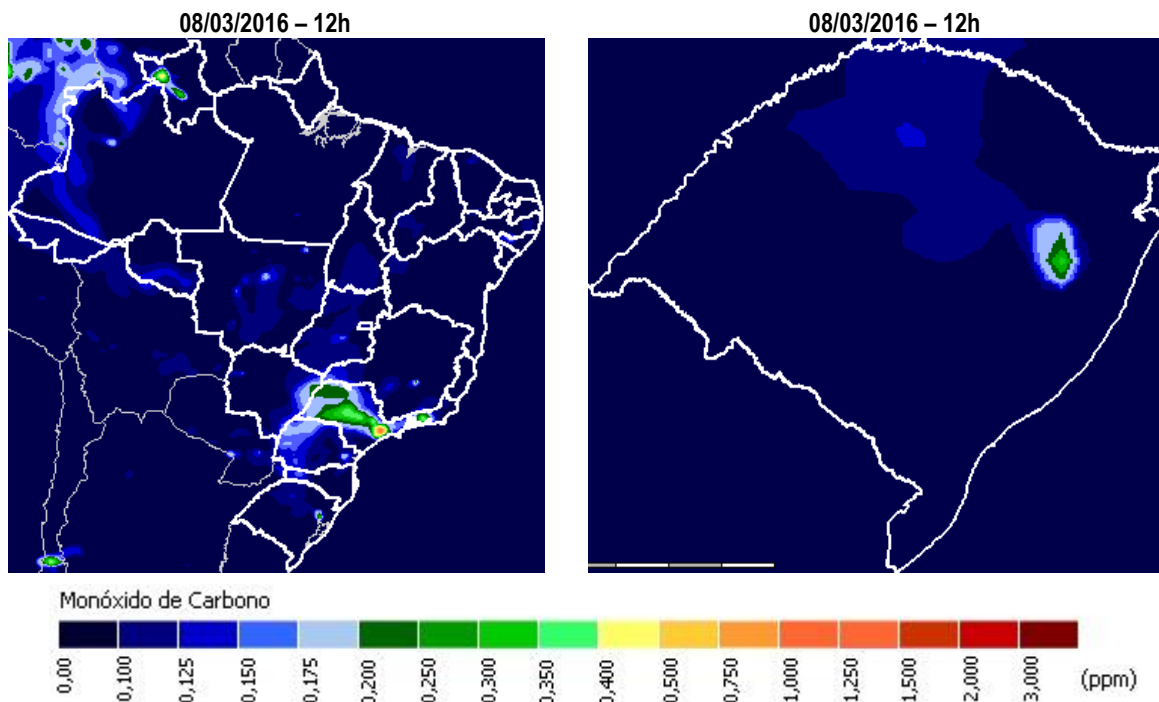 08/03/2016 – 12h
08/03/2016 – 12h
Monóxido de Carbono
0,00 0,100 0,125 0,150 0,175 0,200 0,250 0,300 0,350 0,400 0,500 0,750 1,000 1,250 1,500 2,000 3,000 (ppm)